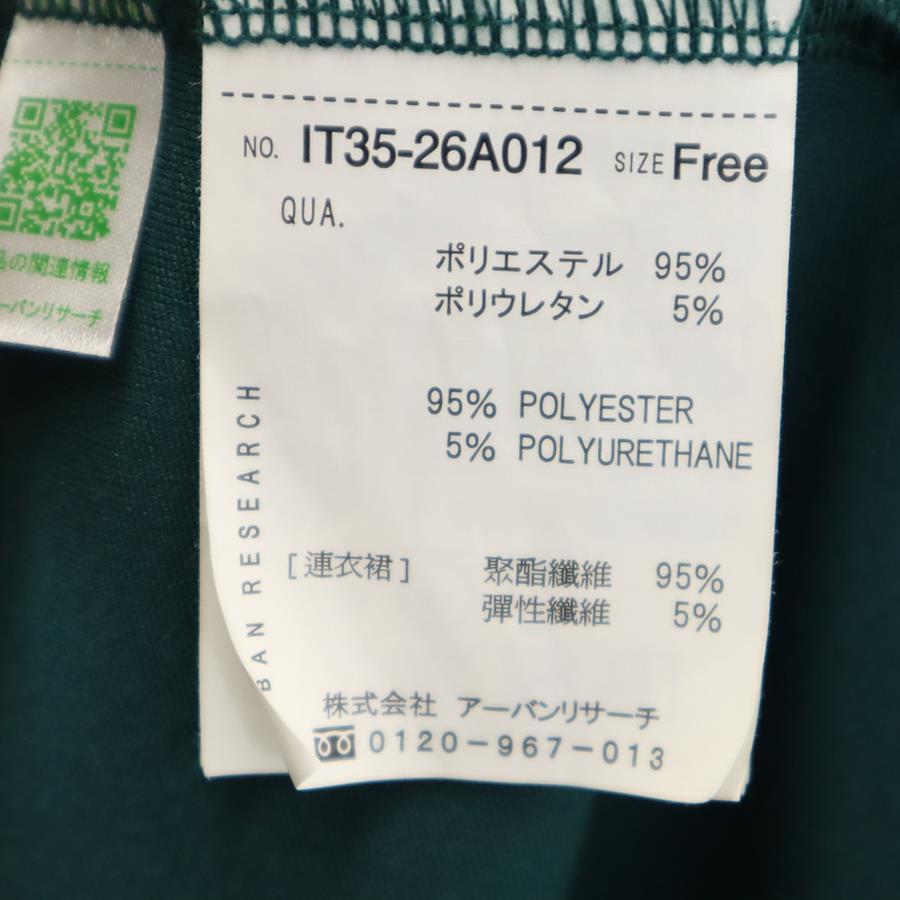 NO. IT35-26A012 SIZE Free
QUA.
ポリエステル 95%
ポリウレタン 5%
95% POLYESTER
5% POLYURETHANE
[連衣裙] 聚酯纖維 95%
彈性纖維 5%
BAN RESEARCH
株式会社 アーバンリサーチ
0120-967-013
品の関連情報
ーバンリサーチ